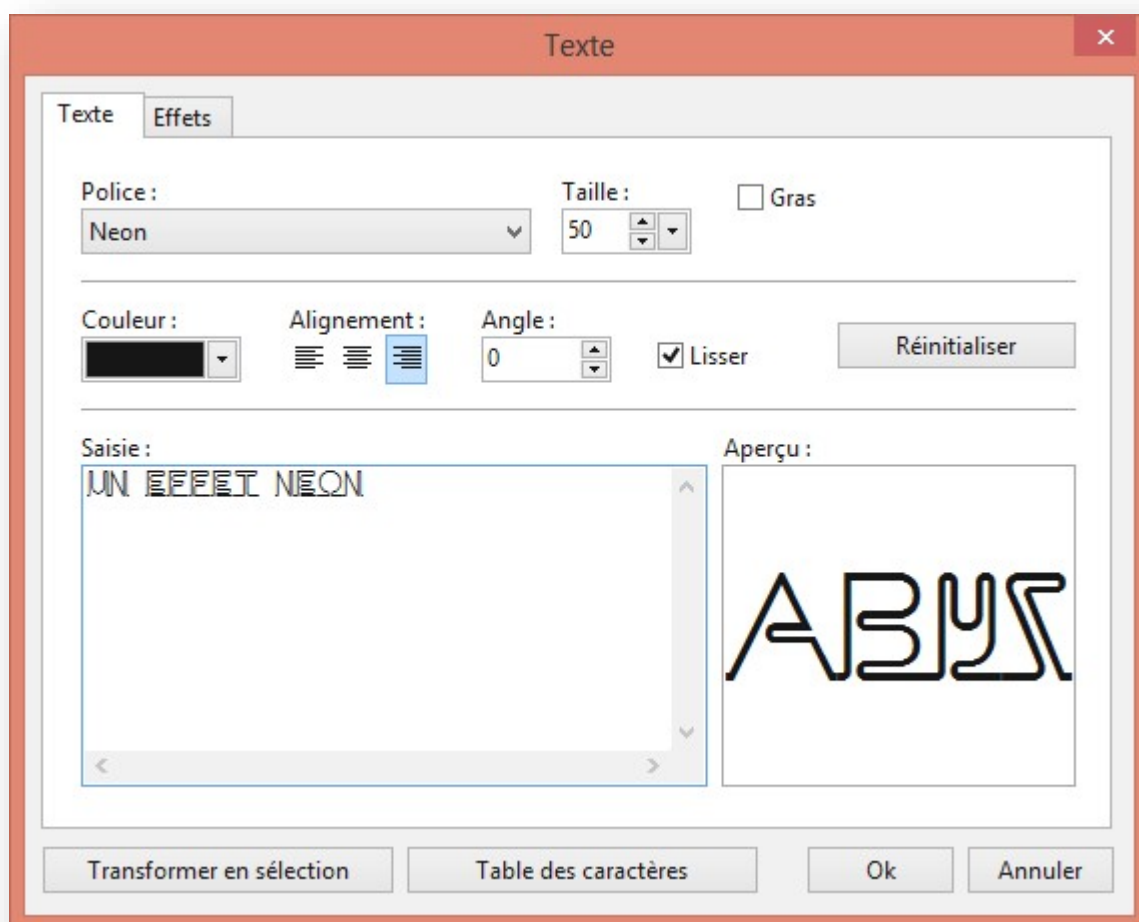 Texte
Texte Effets
Police : Taille : Gras
Neon 50
Couleur : Alignement : Angle :
0 Lisser Réinitialiser
Saisie : Aperçu :
UN EFFET NEON
ABYZ
Transformer en sélection Table des caractères Ok Annuler